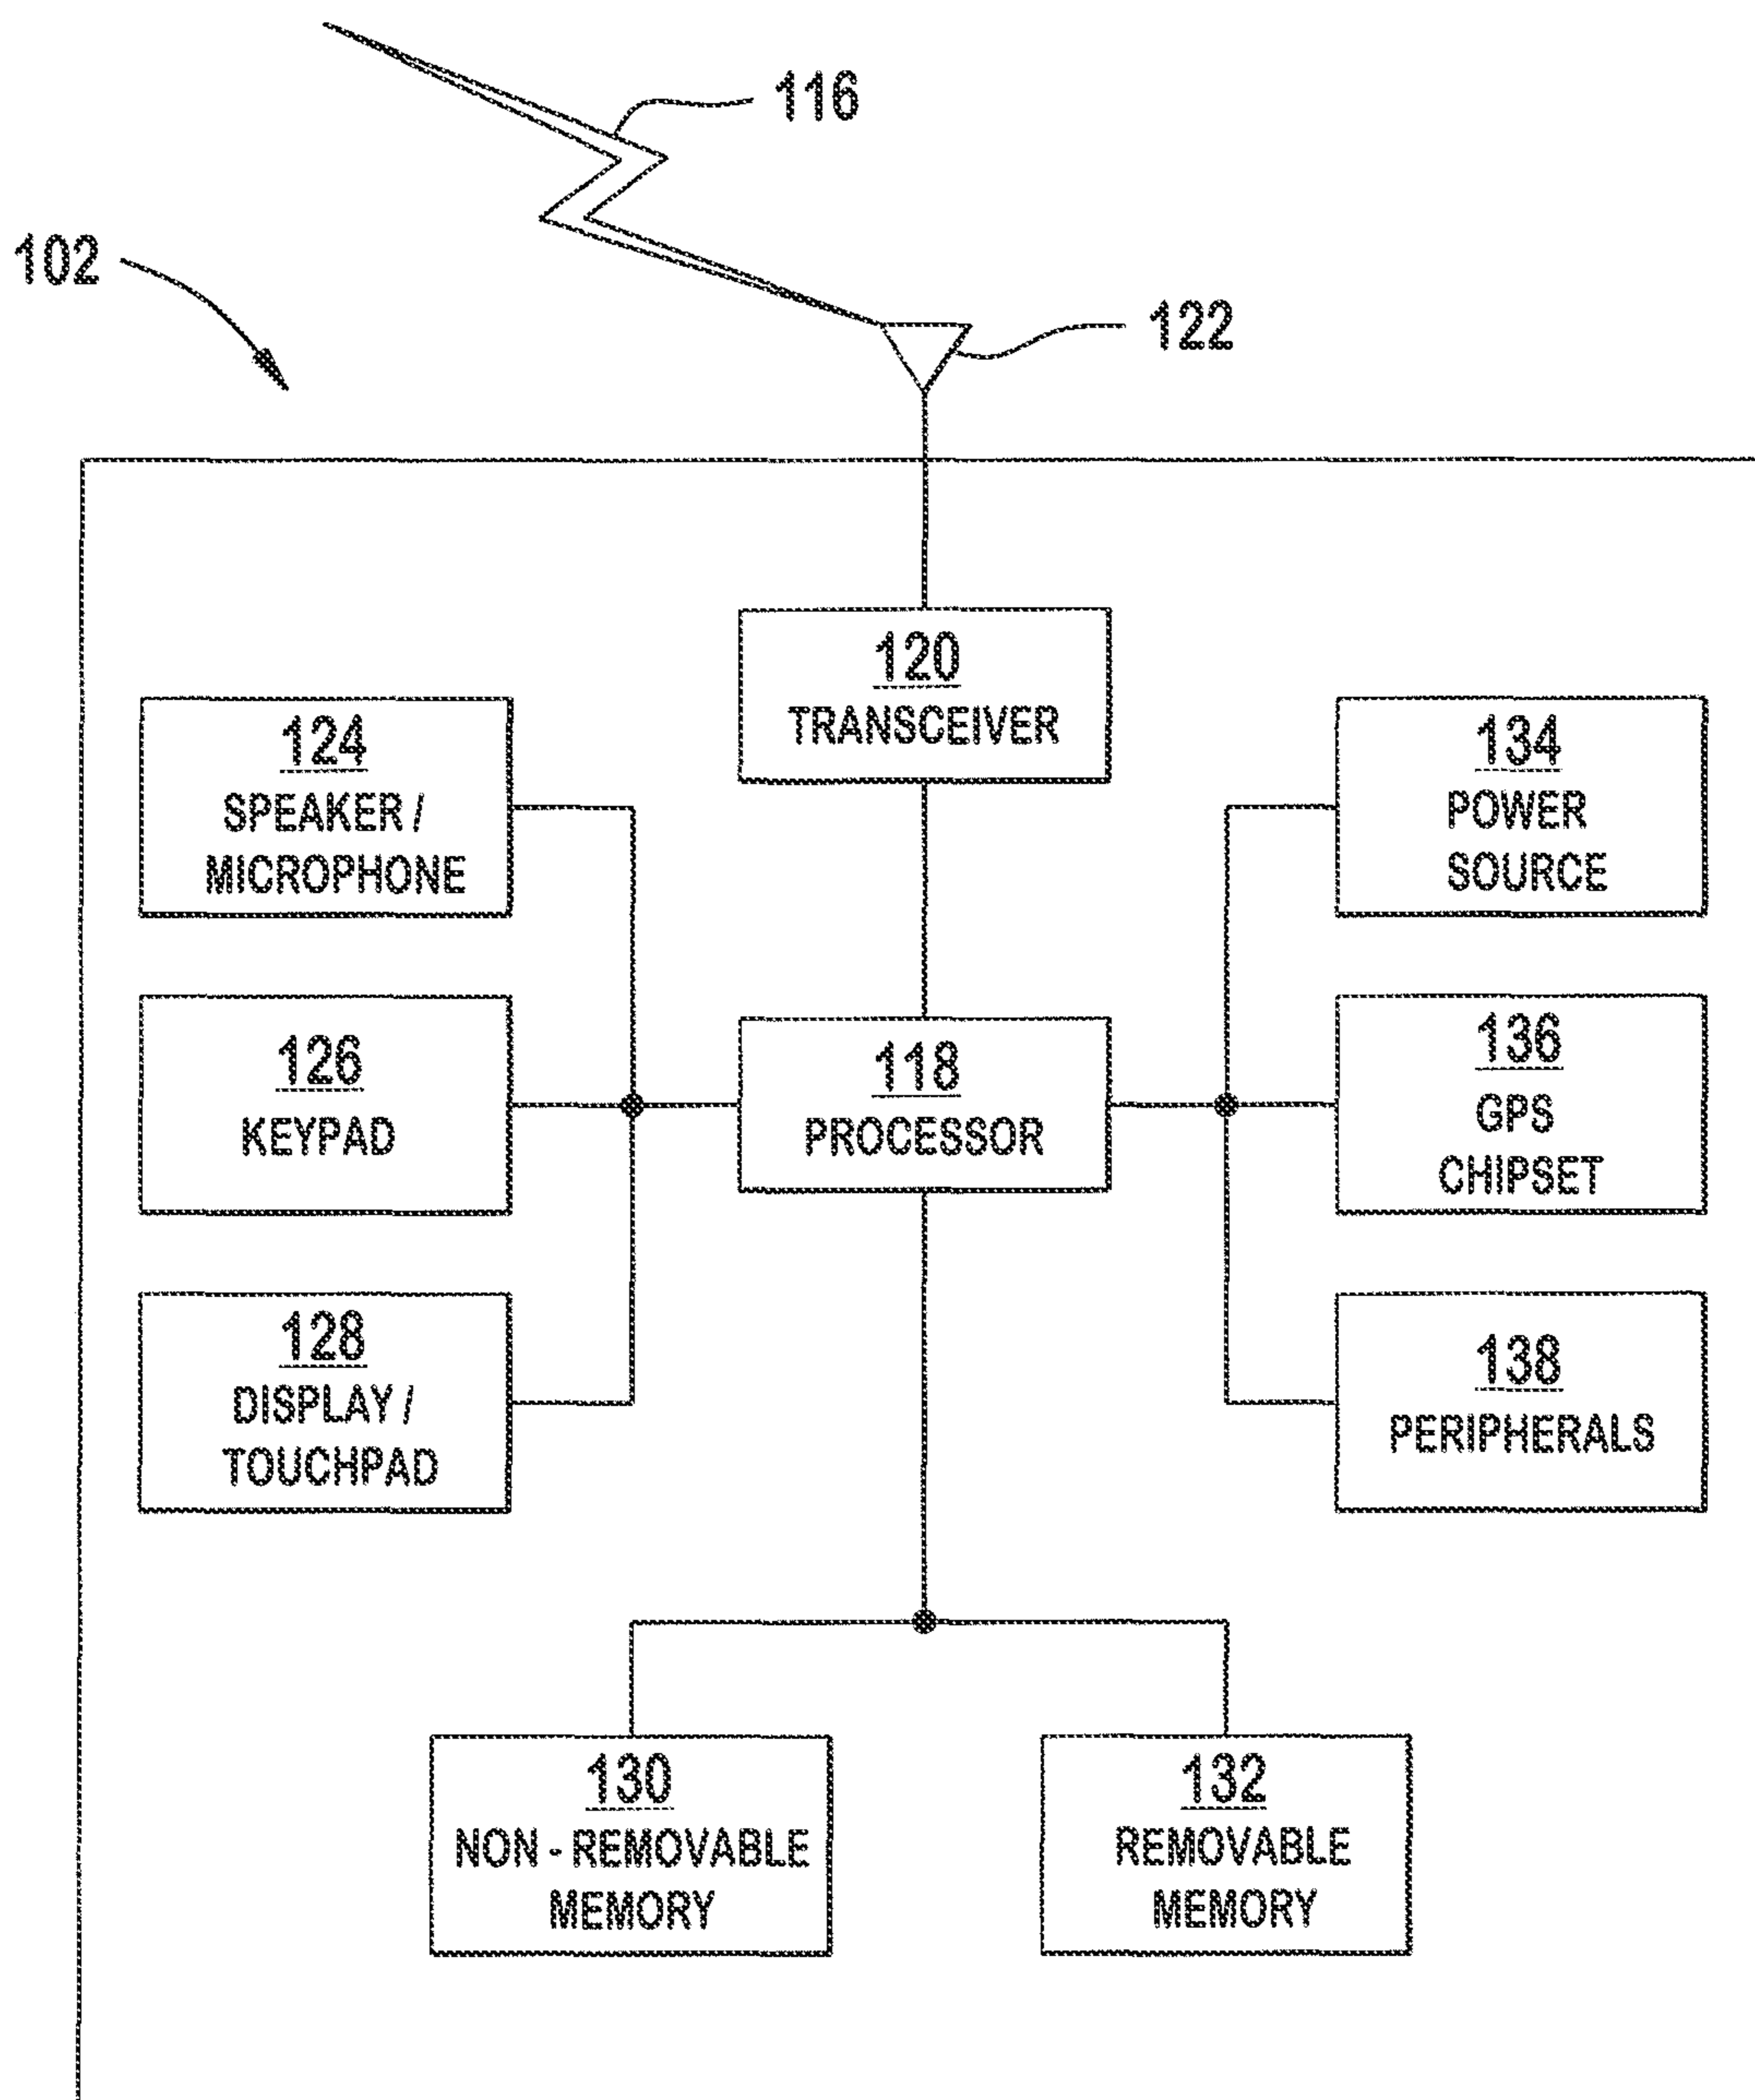 116
102
122
120
TRANSCEIVER
124
SPEAKER /
MICROPHONE
134
POWER
SOURCE
126
KEYPAD
118
PROCESSOR
136
GPS
CHIPSET
128
DISPLAY /
TOUCHPAD
138
PERIPHERALS
130
NON - REMOVABLE
MEMORY
132
REMOVABLE
MEMORY